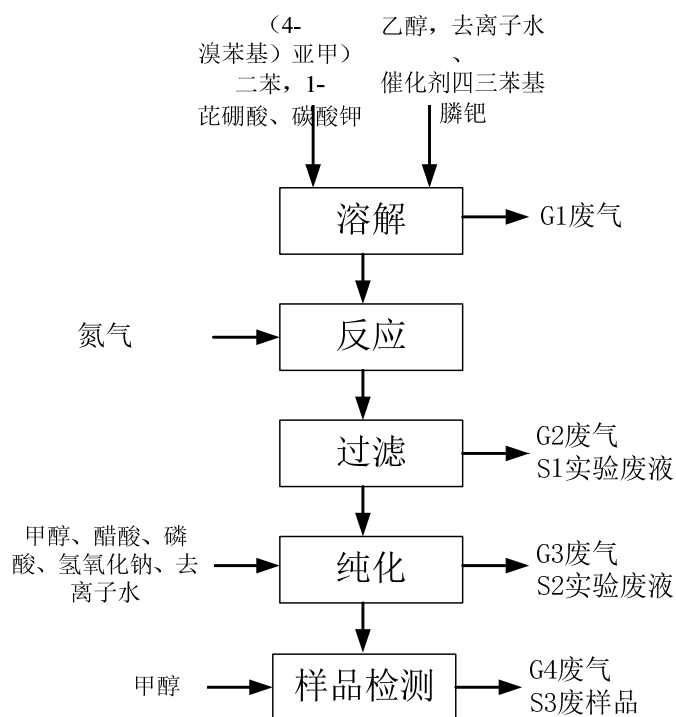 （4-
溴苯基）亚甲）
二苯，1-
芘硼酸、碳酸钾
乙醇，去离子水
、
催化剂四三苯基
膦钯
溶解
G1废气
氮气
反应
过滤
G2废气
S1实验废液
甲醇、醋酸、磷
酸、氢氧化钠、去
离子水
纯化
G3废气
S2实验废液
甲醇
样品检测
G4废气
S3废样品